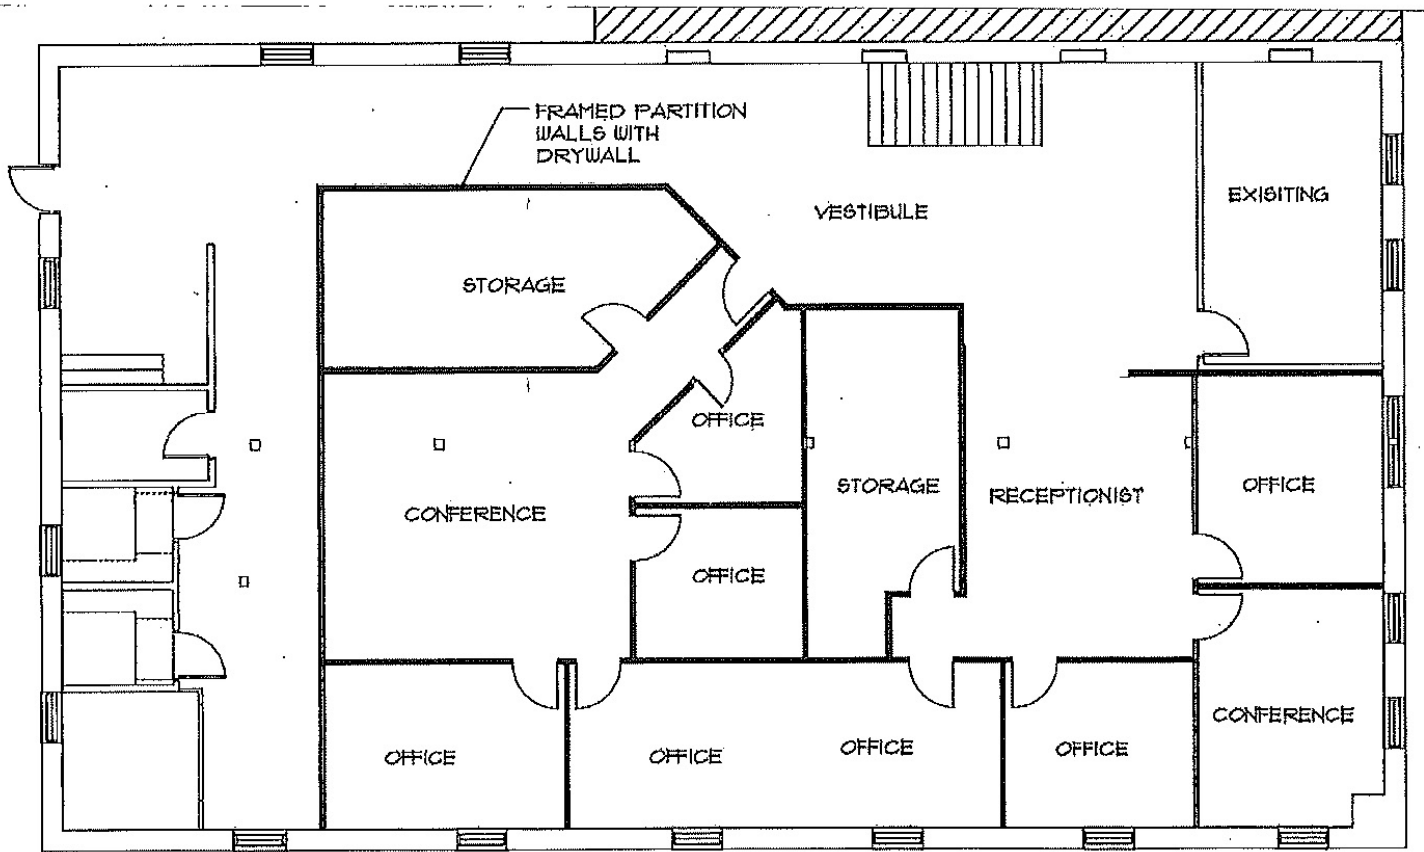 FRAMED PARTITION
WALLS WITH
DRYWALL
VESTIBULE
EXISITING
STORAGE
OFFICE
STORAGE
RECEPTIONIST
OFFICE
CONFERENCE
OFFICE
CONFERENCE
OFFICE
OFFICE
OFFICE
OFFICE